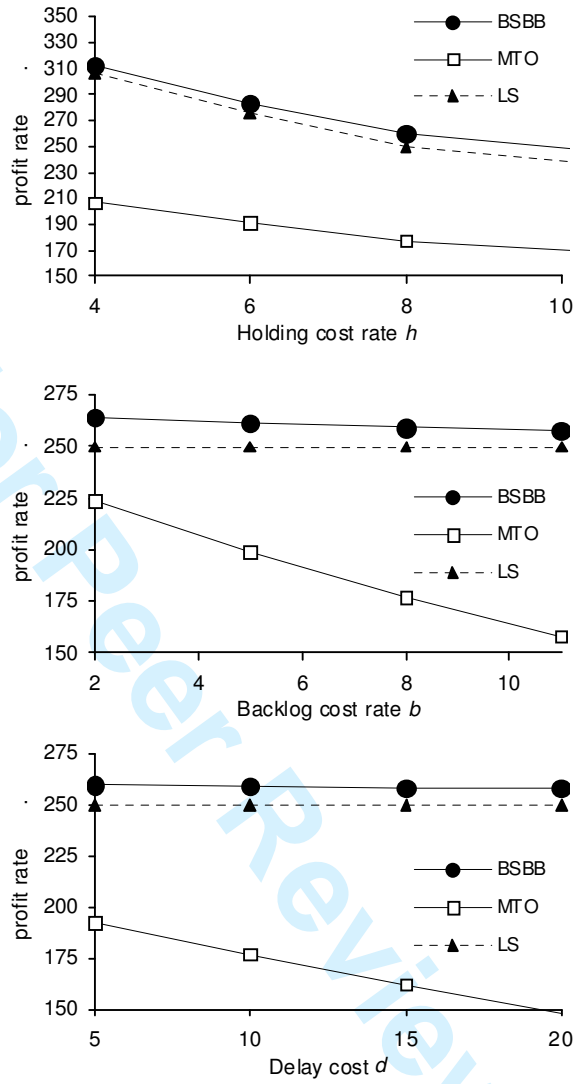 350
330
310
290
270
250
230
210
190
170
150
profit rate
BSBB
MTO
LS
4 6 8 10
Holding cost rate h
275
250
225
200
175
150
profit rate
BSBB
MTO
LS
2 4 6 8 10
Backlog cost rate b
275
250
225
200
175
150
profit rate
BSBB
MTO
LS
5 10 15 20
Delay cost d
Peer Review